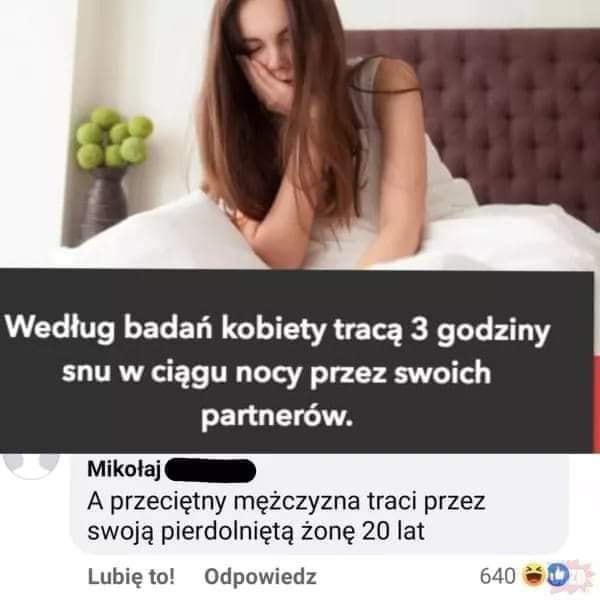 Według badań kobiety tracą 3 godziny
snu w ciągu nocy przez swoich
partnerów.
Mikołaj
A przeciętny mężczyzna traci przez
swoją pierdolniętą żonę 20 lat
Lubię to! Odpowiedz 640